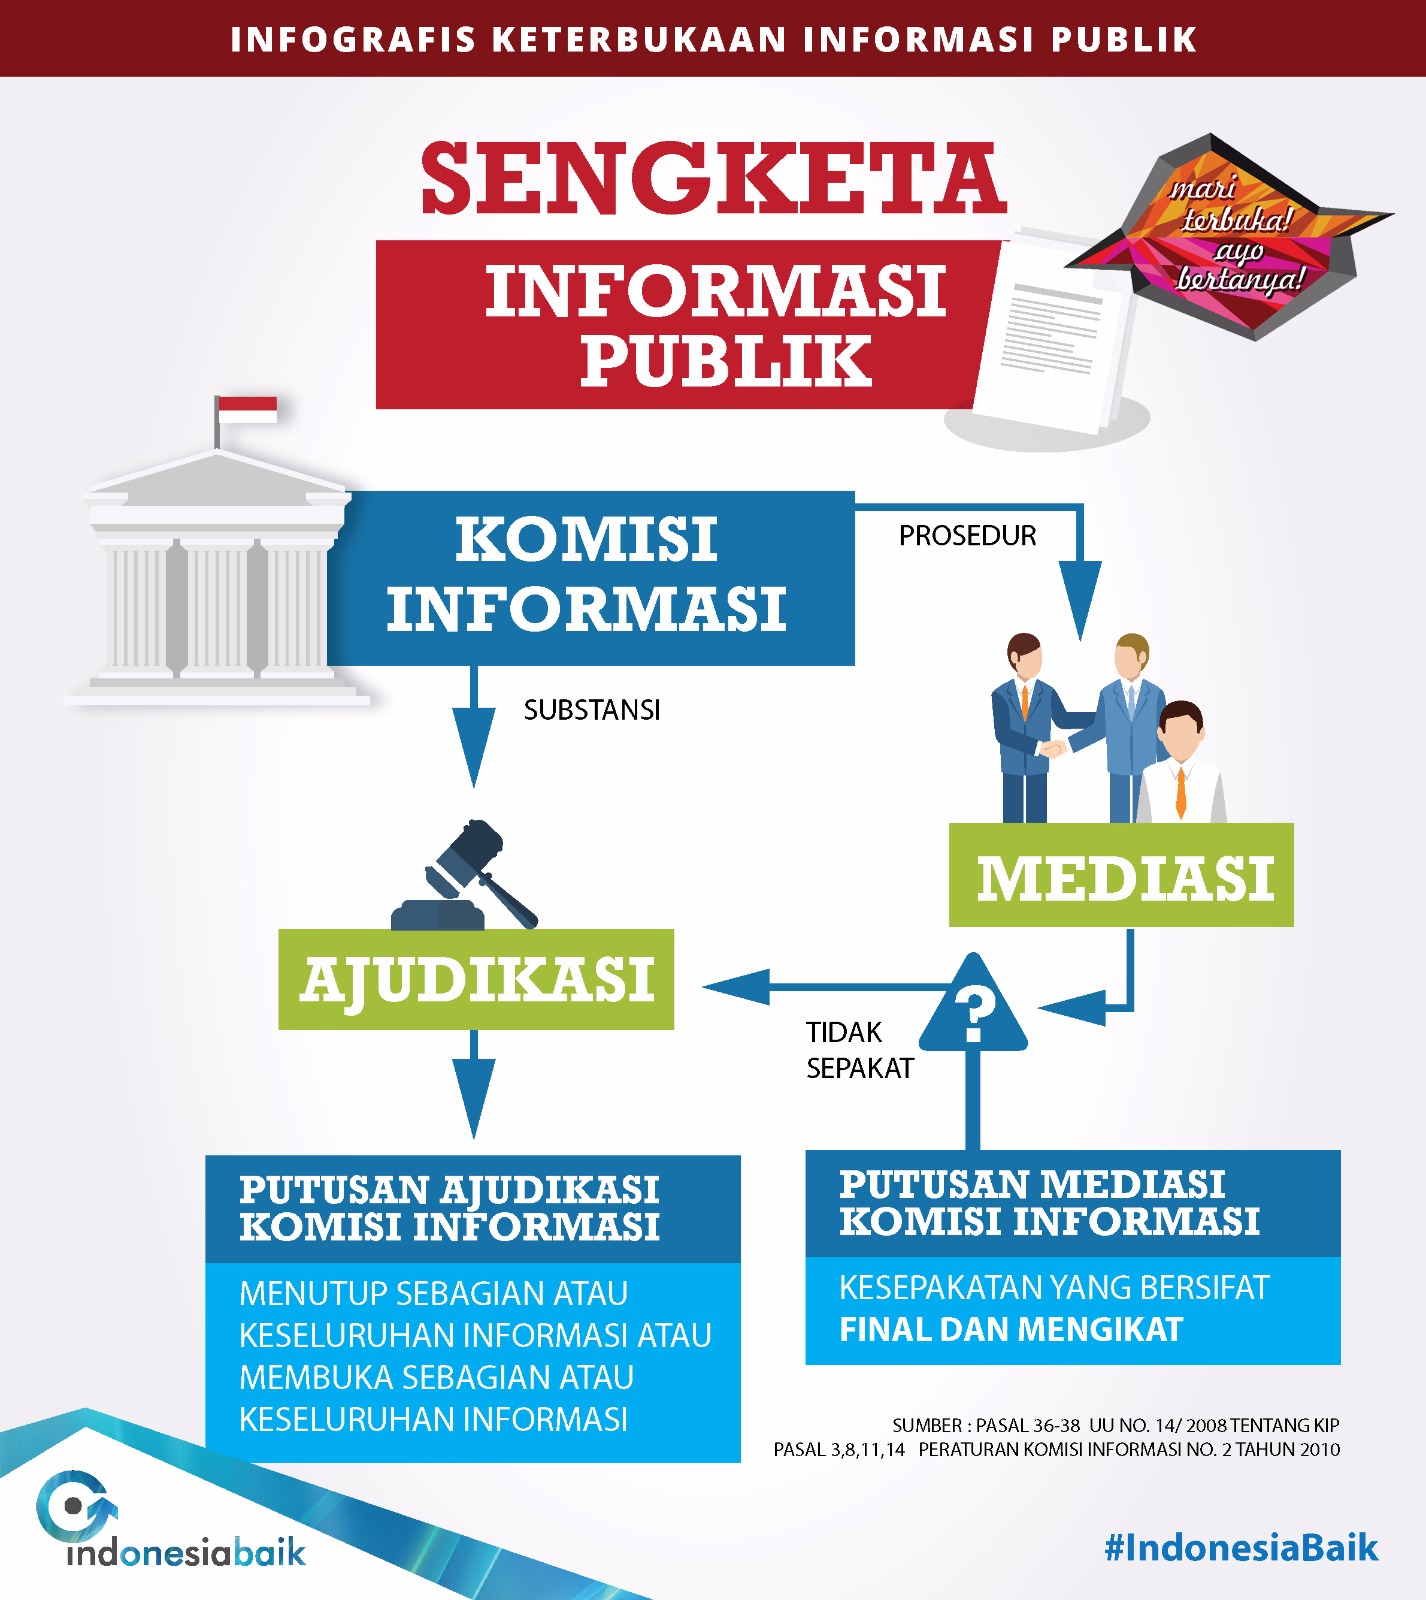 INFOGRAFIS KETERBUKAAN INFORMASI PUBLIK
SENGKETA
INFORMASI
PUBLIK
mari
terbuka!
ayo
bertanya!
KOMISI
INFORMASI
PROSEDUR
SUBSTANSI
MEDIASI
AJUDIKASI
?
TIDAK
SEPAKAT
PUTUSAN AJUDIKASI
KOMISI INFORMASI
MENUTUP SEBAGIAN ATAU
KESELURUHAN INFORMASI ATAU
MEMBUKA SEBAGIAN ATAU
KESELURUHAN INFORMASI
PUTUSAN MEDIASI
KOMISI INFORMASI
KESEPAKATAN YANG BERSIFAT
FINAL DAN MENGIKAT
SUMBER : PASAL 36-38 UU NO. 14/ 2008 TENTANG KIP
PASAL 3,8,11,14 PERATURAN KOMISI INFORMASI NO. 2 TAHUN 2010
indonesiabaik
#IndonesiaBaik